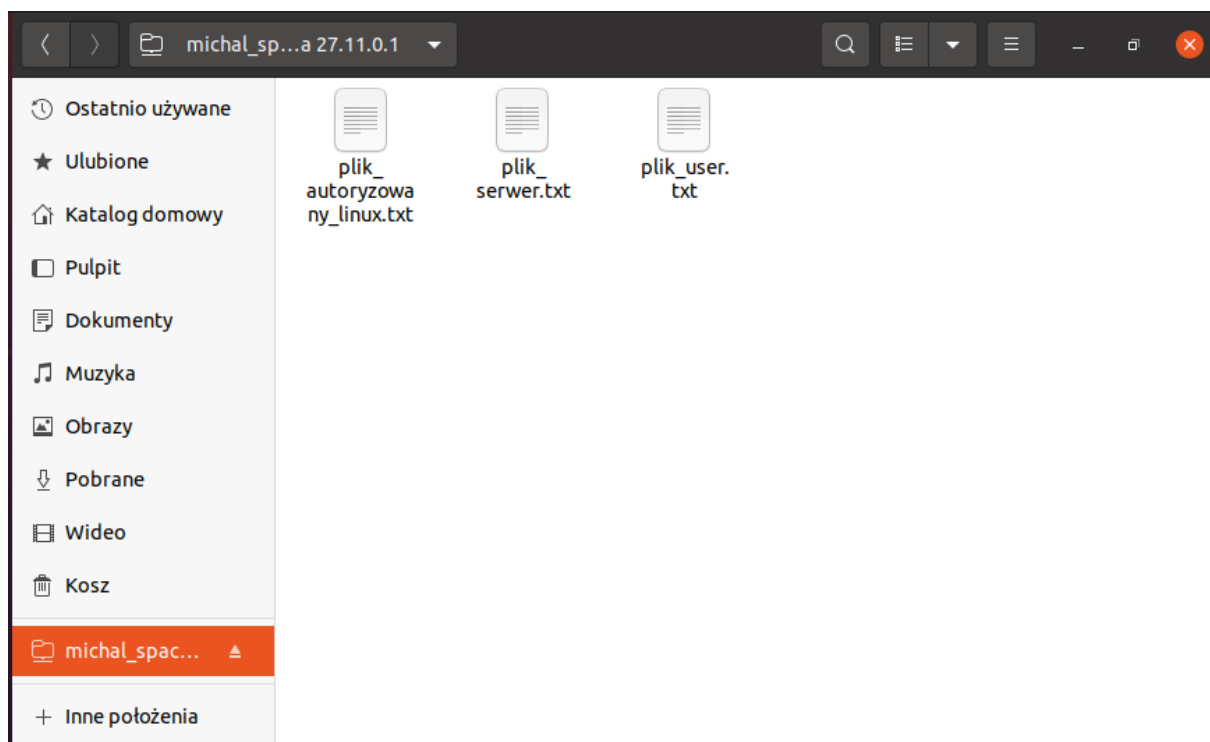 michal_sp...a 27.11.0.1
Ostatnio używane
Ulubione
Katalog domowy
Pulpit
Dokumenty
Muzyka
Obrazy
Pobrane
Wideo
Kosz
michal_spac...
Inne położenia
plik_
autoryzowa
ny_linux.txt
plik_
serwer.txt
plik_user.
txt